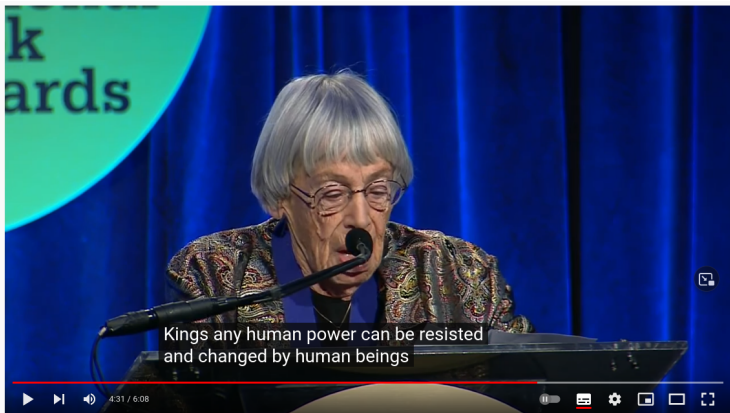 k
ards
Kings any human power can be resisted
and changed by human beings
4:31 / 6:08